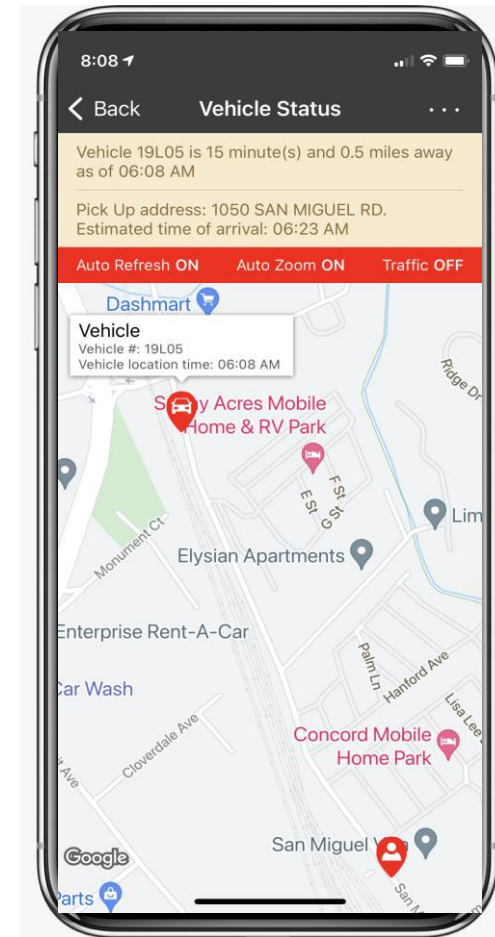 8:08
Back
Vehicle Status
...
Vehicle 19L05 is 15 minute(s) and 0.5 miles away
as of 06:08 AM
Pick Up address: 1050 SAN MIGUEL RD.
Estimated time of arrival: 06:23 AM
Auto Refresh ON
Auto Zoom ON
Traffic OFF
Dashmart
Vehicle
Vehicle #: 19L05
Vehicle location time: 06:08 AM
Ridge Dr
Acres Mobile
Home & RV Park
F St
E St
G St
Lim
Monument Ct
Elysian Apartments
Enterprise Rent-A-Car
Palm Ln
Hanford Ave
Car Wash
Lisa Lee
Cloverdale Ave
Concord Mobile
Home Park
Ave
San Miguel
Google
San M
Parts